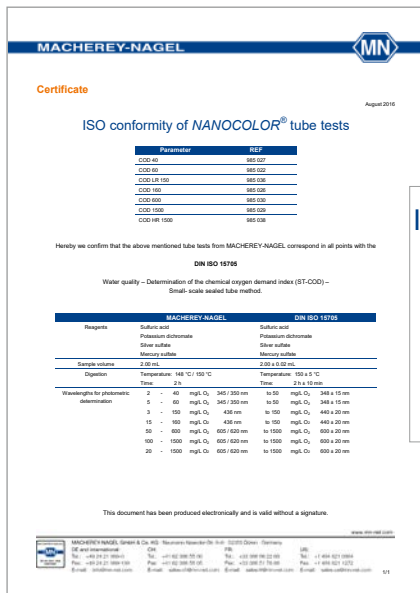 MACHEREY-NAGEL
MN
Certificate
August 2016
ISO conformity of NANOCOLOR® tube tests
Parameter REF
COD 40 985 027
COD 60 985 022
COD LR 150 985 036
COD 160 985 026
COD 600 985 030
COD 1500 985 029
COD HR 1500 985 038
Hereby we confirm that the above mentioned tube tests from MACHEREY-NAGEL correspond in all points with the
DIN ISO 15705
Water quality – Determination of the chemical oxygen demand index (ST-COD) –
Small- scale sealed tube method.
MACHEREY-NAGEL DIN ISO 15705
Reagents Sulfuric acid Sulfuric acid
Potassium dichromate Potassium dichromate
Silver sulfate Silver sulfate
Mercury sulfate Mercury sulfate
Sample volume 2.00 mL 2.00 ± 0.02 mL
Digestion Temperature: 148 °C / 150 °C Temperature: 150 ± 5 °C
Time: 2 h Time: 2 h ± 10 min
Wavelengths for photometric 2 - 40 mg/L O₂ 345 / 350 nm to 50 mg/L O₂ 348 ± 15 nm
determination 5 - 60 mg/L O₂ 345 / 350 nm to 50 mg/L O₂ 348 ± 15 nm
3 - 150 mg/L O₂ 436 nm to 150 mg/L O₂ 440 ± 20 nm
15 - 160 mg/L O₂ 436 nm to 150 mg/L O₂ 440 ± 20 nm
50 - 600 mg/L O₂ 605 / 620 nm to 1500 mg/L O₂ 600 ± 20 nm
100 - 1500 mg/L O₂ 605 / 620 nm to 1500 mg/L O₂ 600 ± 20 nm
20 - 1500 mg/L O₂ 605 / 620 nm to 1500 mg/L O₂ 600 ± 20 nm
This document has been produced electronically and is valid without a signature.
www.mn-net.com
MACHEREY-NAGEL GmbH & Co. KG Germany
DE and international: CH: FR: US:
1/1